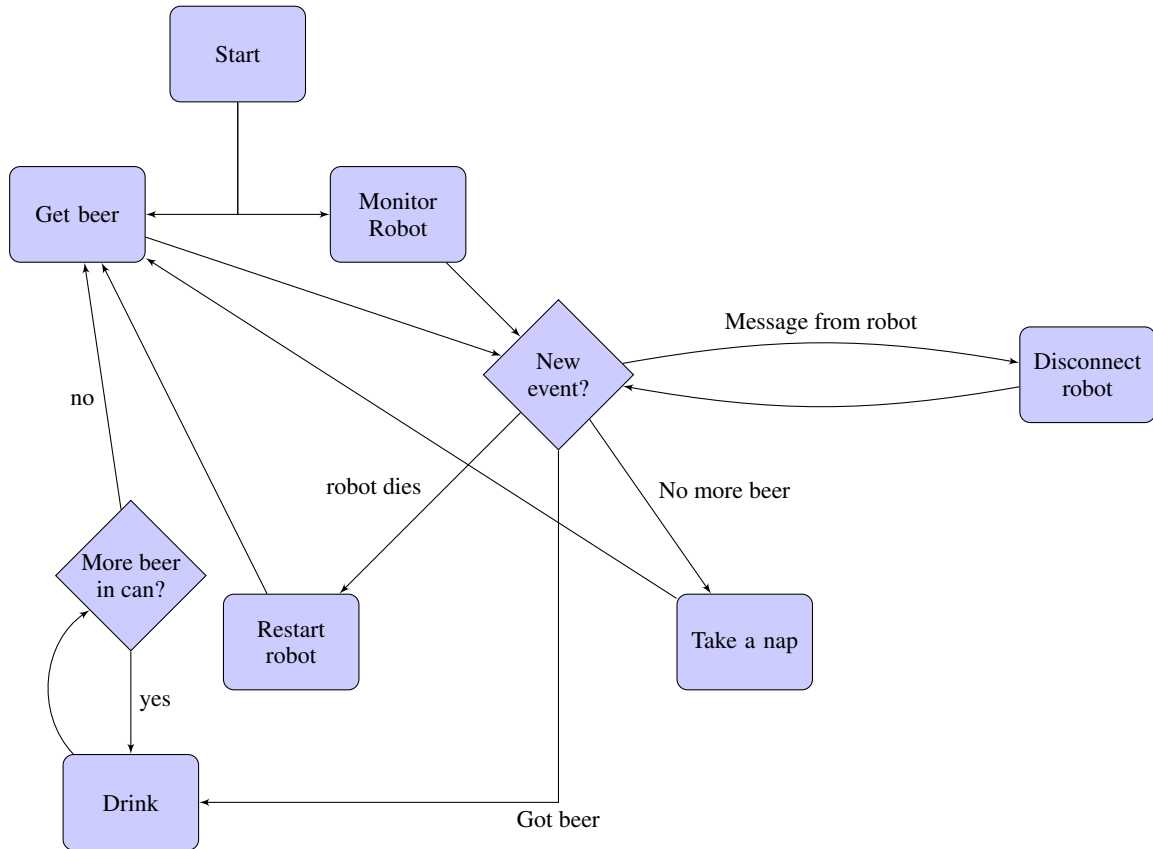 Start
Get beer
Monitor
Robot
Message from robot
New
event?
Disconnect
robot
no
robot dies
No more beer
More beer
in can?
Restart
robot
Take a nap
yes
Drink
Got beer